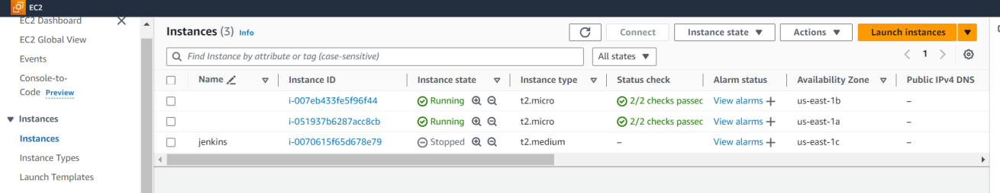 EC2
EC2 Dashboard
EC2 Global View
Events
Console-to-
Code Preview
Instances
Instances
Instance Types
Launch Templates
Instances (3) Info
Connect
Instance state
Actions
Launch instances
Find Instance by attribute or tag (case-sensitive)
All states
1
Name Instance ID Instance state Instance type Status check Alarm status Availability Zone Public IPv4 DNS
i-007eb433fe5f96f44 Running t2.micro 2/2 checks passec View alarms + us-east-1b –
i-051937b6287acc8cb Running t2.micro 2/2 checks passec View alarms + us-east-1a –
jenkins i-0070615f65d678e79 Stopped t2.medium – View alarms + us-east-1c –